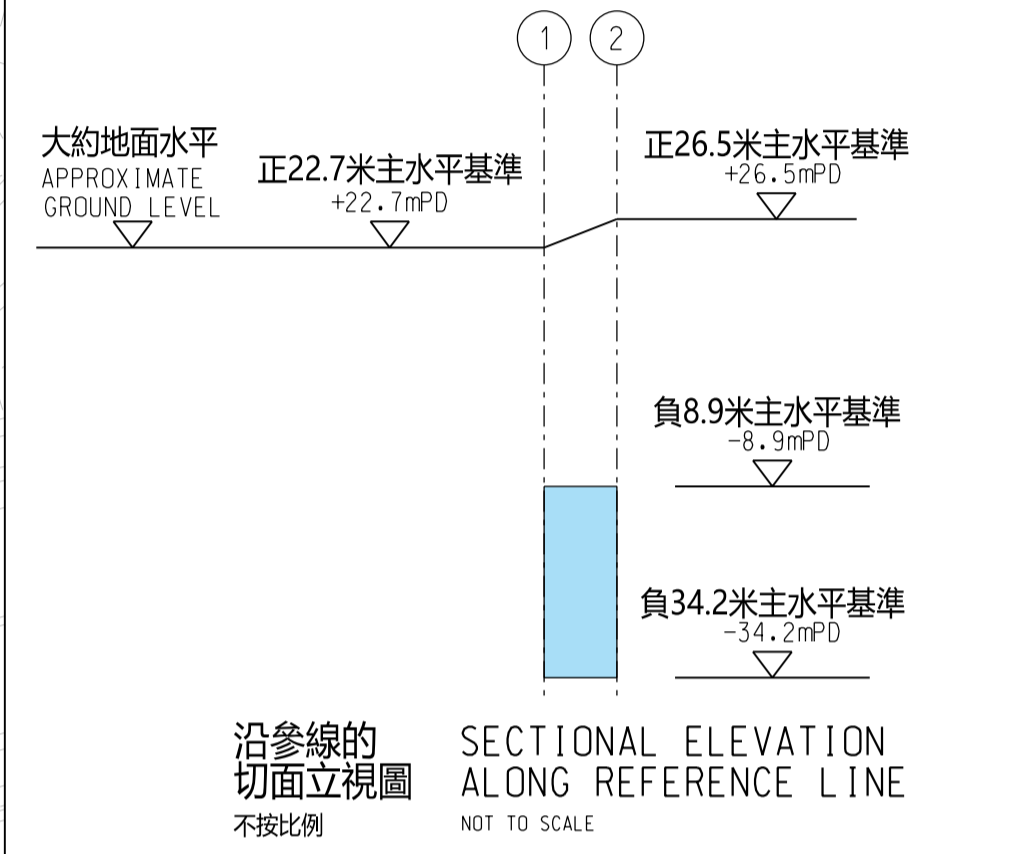 1
2
大約地面水平
APPROXIMATE
GROUND LEVEL
正22.7米主水平基準
+22.7mPD
正26.5米主水平基準
+26.5mPD
負8.9米主水平基準
-8.9mPD
負34.2米主水平基準
-34.2mPD
沿參線的
切面立視圖
不按比例
SECTIONAL ELEVATION
ALONG REFERENCE LINE
NOT TO SCALE